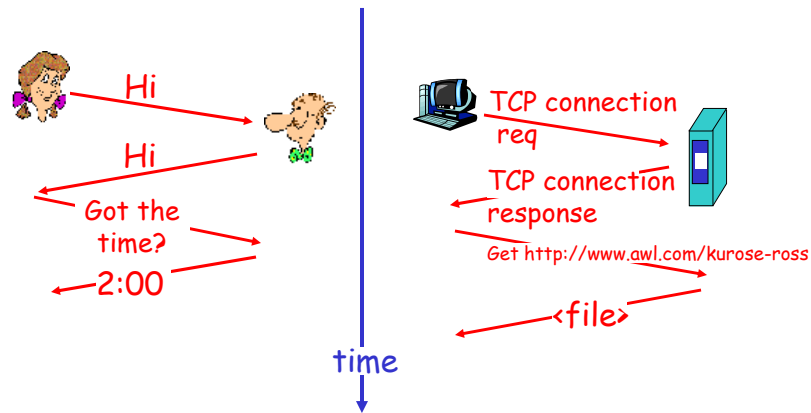 Hi
Hi
Got the
time?
2:00
TCP connection
req
TCP connection
response
Get http://www.awl.com/kurose-ross
<file>
time